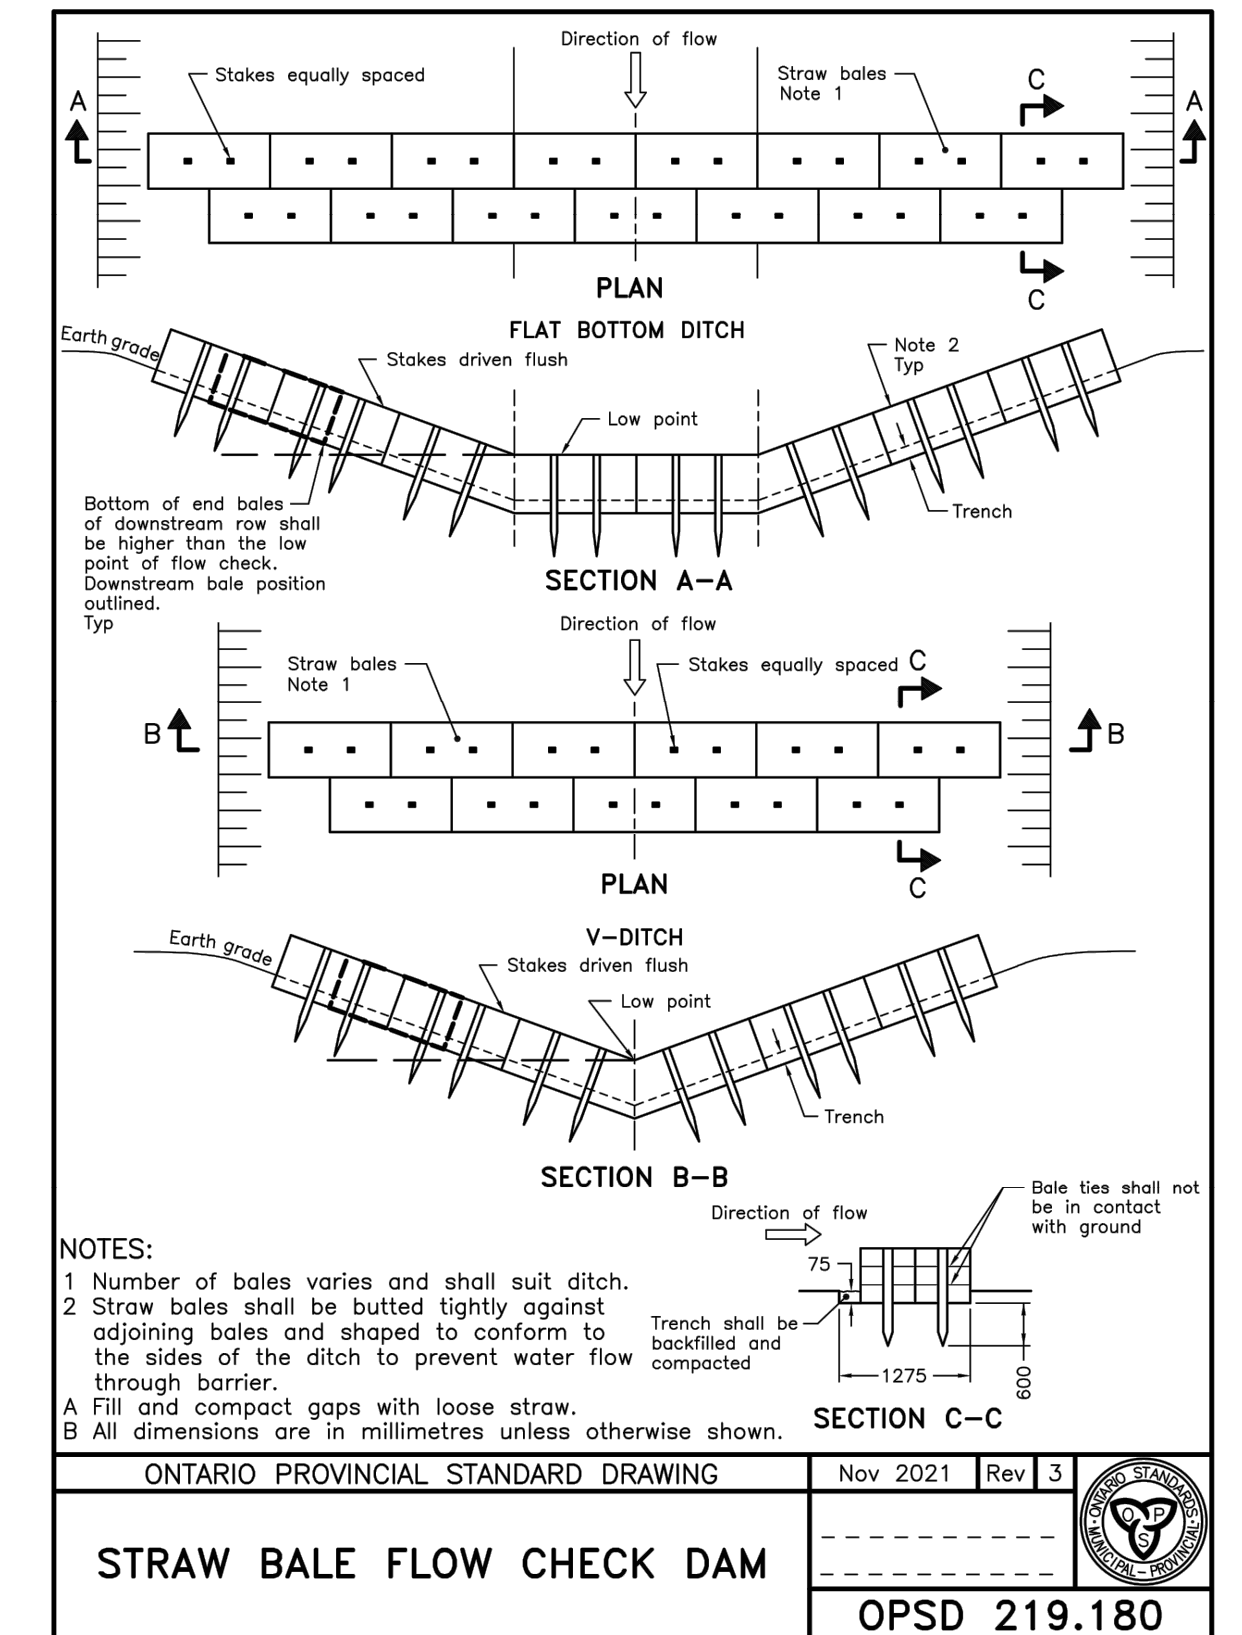 Direction of flow
Stakes equally spaced
Straw bales
Note 1
C
A
A
C
PLAN
FLAT BOTTOM DITCH
Earth grade
Stakes driven flush
Note 2
Typ
Low point
Trench
Bottom of end bales
of downstream row shall
be higher than the low
point of flow check.
Downstream bale position
outlined.
Typ
SECTION A-A
Direction of flow
Straw bales
Note 1
Stakes equally spaced
C
B
B
C
PLAN
V-DITCH
Earth grade
Stakes driven flush
Low point
Trench
SECTION B-B
Bale ties shall not
be in contact
with ground
Direction of flow
75
Trench shall be
backfilled and
compacted
1275
600
SECTION C-C
NOTES:
1 Number of bales varies and shall suit ditch.
2 Straw bales shall be butted tightly against
adjoining bales and shaped to conform to
the sides of the ditch to prevent water flow
through barrier.
A Fill and compact gaps with loose straw.
B All dimensions are in millimetres unless otherwise shown.
ONTARIO PROVINCIAL STANDARD DRAWING
Nov 2021
Rev 3
STRAW BALE FLOW CHECK DAM
ONTARIO STANDARDS
MUNICIPAL-PROVINCIAL
O P
S
OPSD 219.180